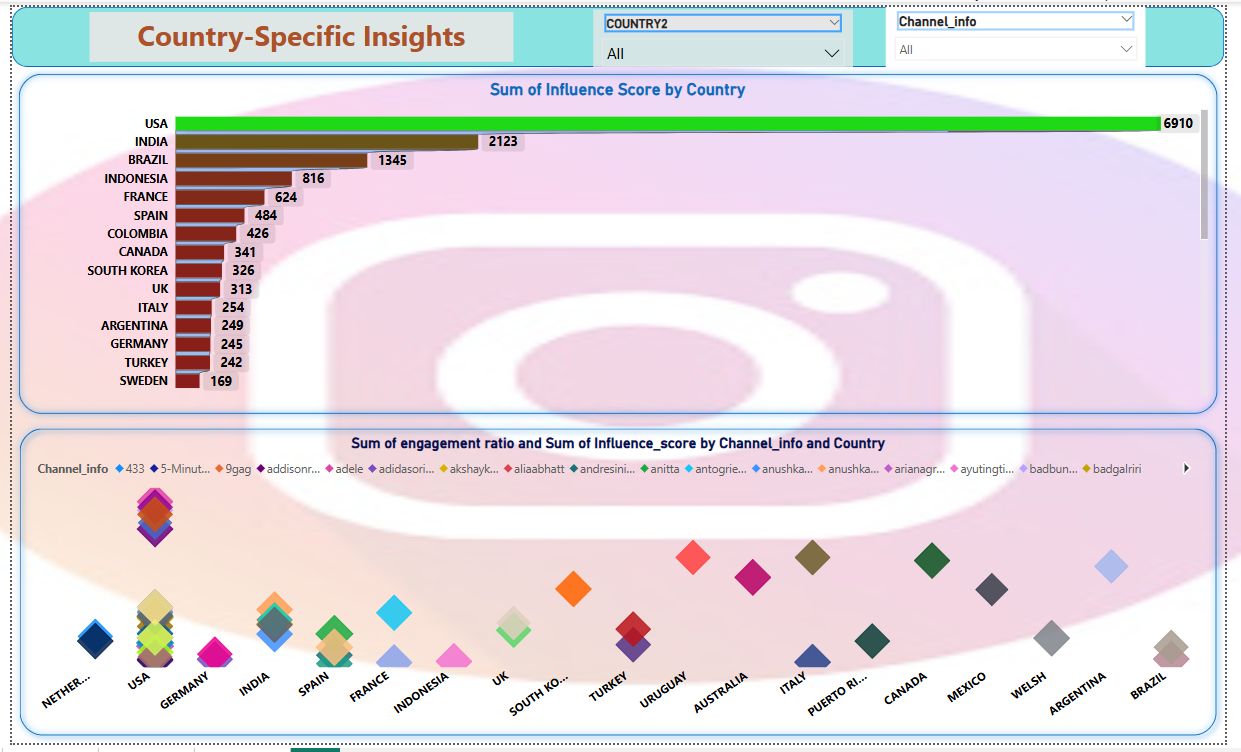 Country-Specific Insights
COUNTRY2
All
Channel_info
All
Sum of Influence Score by Country
USA 6910
INDIA 2123
BRAZIL 1345
INDONESIA 816
FRANCE 624
SPAIN 484
COLOMBIA 426
CANADA 341
SOUTH KOREA 326
UK 313
ITALY 254
ARGENTINA 249
GERMANY 245
TURKEY 242
SWEDEN 169
Sum of engagement ratio and Sum of Influence_score by Channel_info and Country
Channel_info 433 5-Minut... 9gag addisonr... adele adidasori... akshayk... aliaabhatt andresini... anitta antogrie... anushka... anushka... arianagr... ayutingti... badbun... badgalriri
NETHER... USA GERMANY INDIA SPAIN FRANCE INDONESIA UK SOUTH KO... TURKEY URUGUAY AUSTRALIA ITALY PUERTO RI... CANADA MEXICO WELSH ARGENTINA BRAZIL